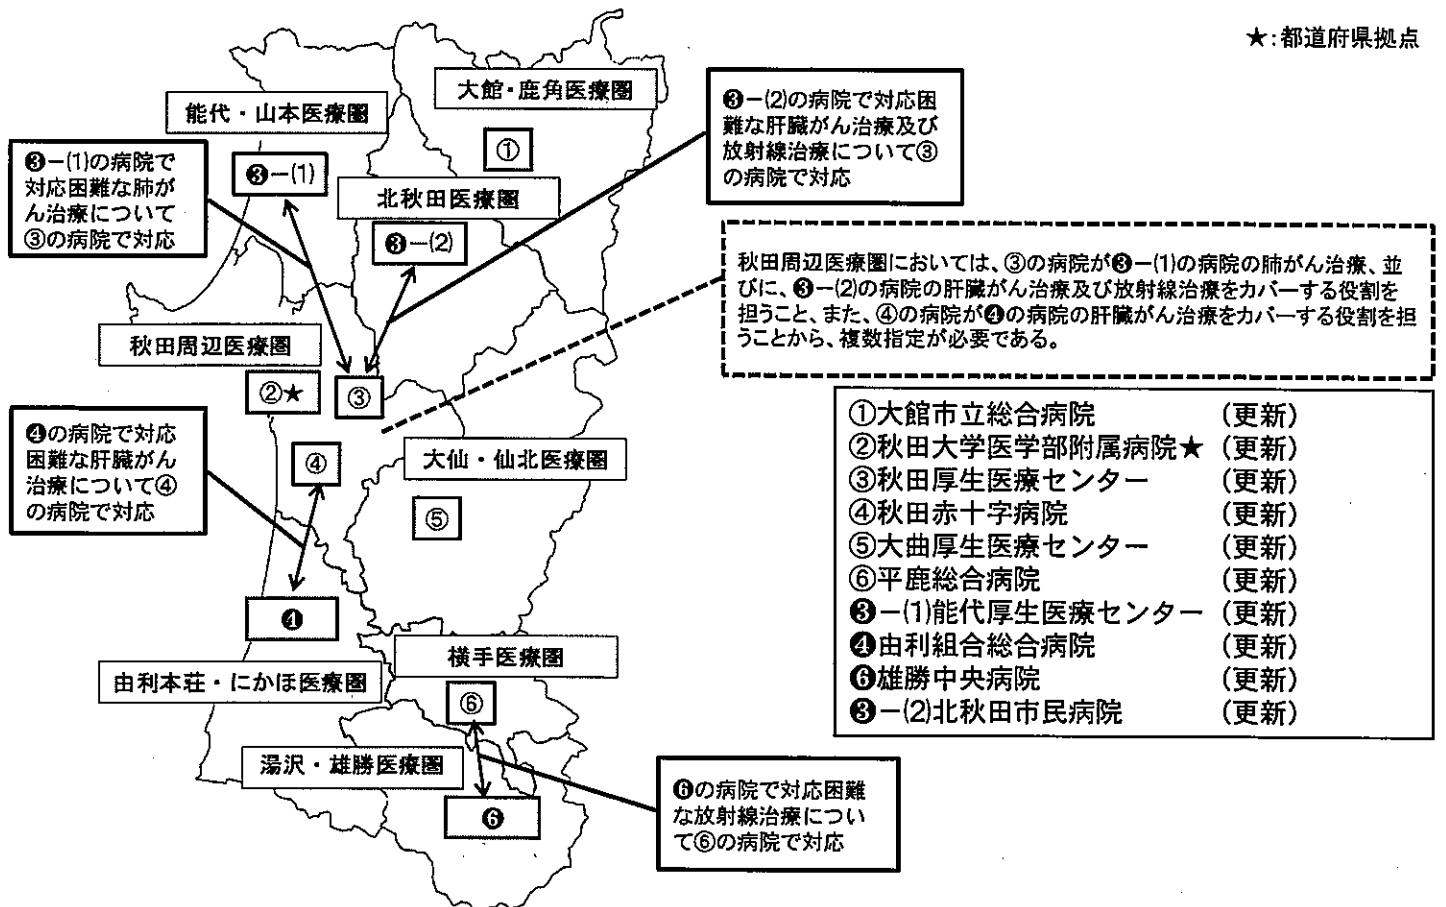 ★:都道府県拠点
大館・鹿角医療圏
①
能代・山本医療圏
❸−(1)
北秋田医療圏
❸−(2)
❸−(1)の病院で
対応困難な肺が
ん治療について
③の病院で対応
❸−(2)の病院で対応困
難な肝臓がん治療及び
放射線治療について③
の病院で対応
秋田周辺医療圏においては、③の病院が❸−(1)の病院の肺がん治療、並
びに、❸−(2)の病院の肝臓がん治療及び放射線治療をカバーする役割を
担うこと、また、④の病院が❹の病院の肝臓がん治療をカバーする役割を担
うことから、複数指定が必要である。
秋田周辺医療圏
②★
③
④
❹の病院で対応
困難な肝臓がん
治療について④
の病院で対応
大仙・仙北医療圏
⑤
❹
由利本荘・にかほ医療圏
横手医療圏
⑥
湯沢・雄勝医療圏
❻
❻の病院で対応困難
な放射線治療につい
て⑥の病院で対応
①大館市立総合病院 (更新)
②秋田大学医学部附属病院★ (更新)
③秋田厚生医療センター (更新)
④秋田赤十字病院 (更新)
⑤大曲厚生医療センター (更新)
⑥平鹿総合病院 (更新)
❸−(1)能代厚生医療センター (更新)
❹由利組合総合病院 (更新)
❻雄勝中央病院 (更新)
❸−(2)北秋田市民病院 (更新)